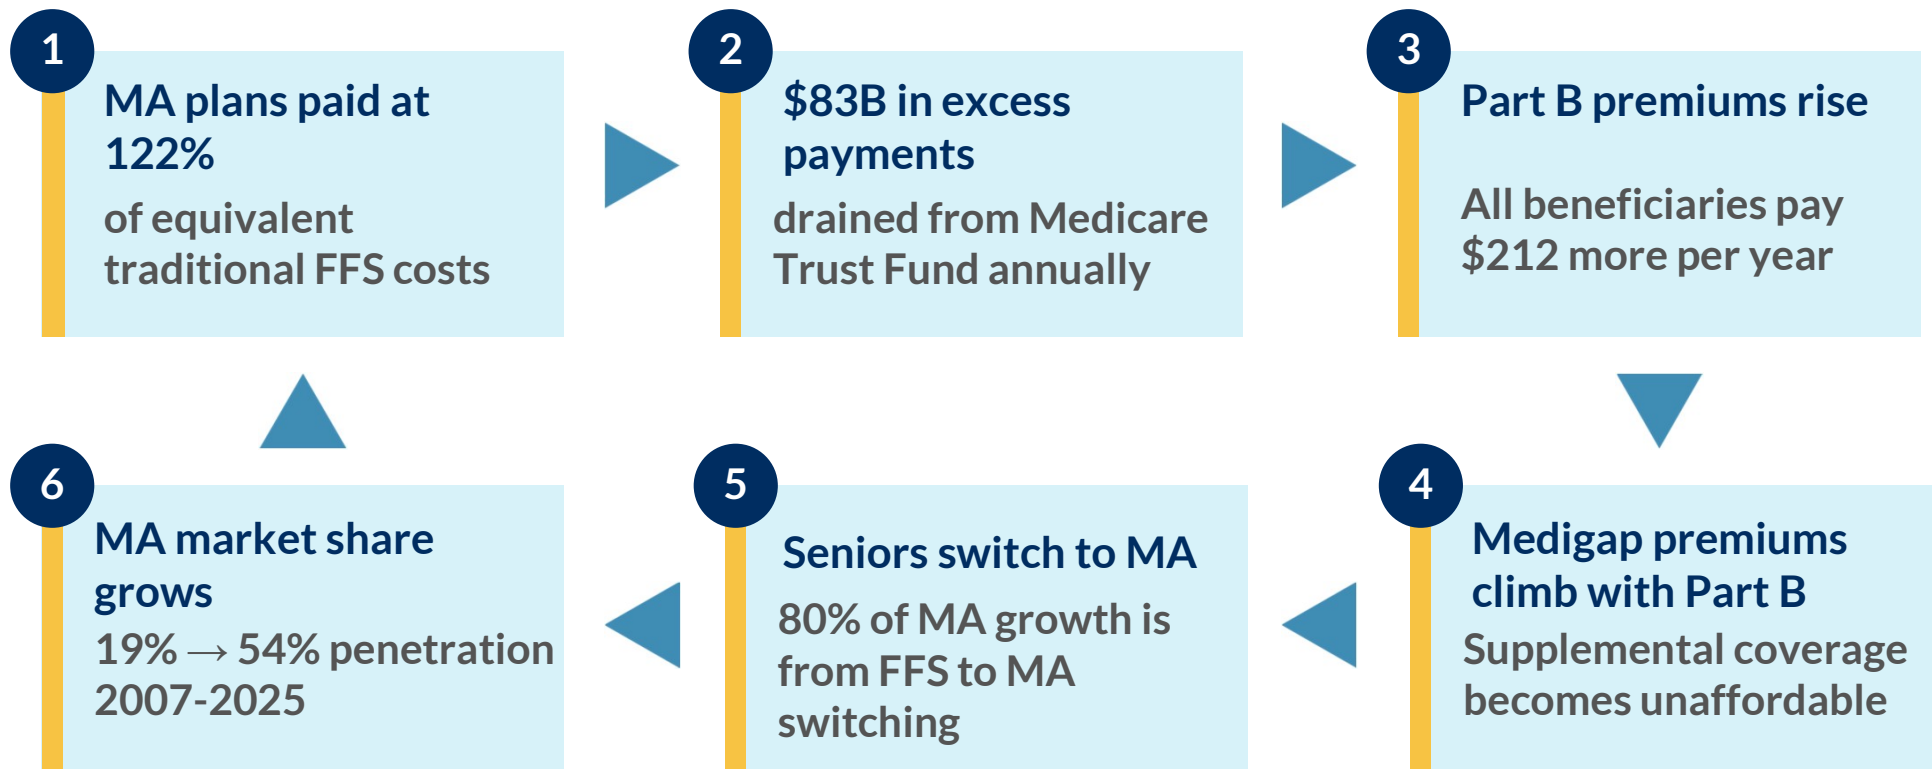 1
MA plans paid at
122%
of equivalent
traditional FFS costs
2
$83B in excess
payments
drained from Medicare
Trust Fund annually
3
Part B premiums rise
All beneficiaries pay
$212 more per year
4
Medigap premiums
climb with Part B
Supplemental coverage
becomes unaffordable
5
Seniors switch to MA
80% of MA growth is
from FFS to MA
switching
6
MA market share
grows
19% → 54% penetration
2007-2025